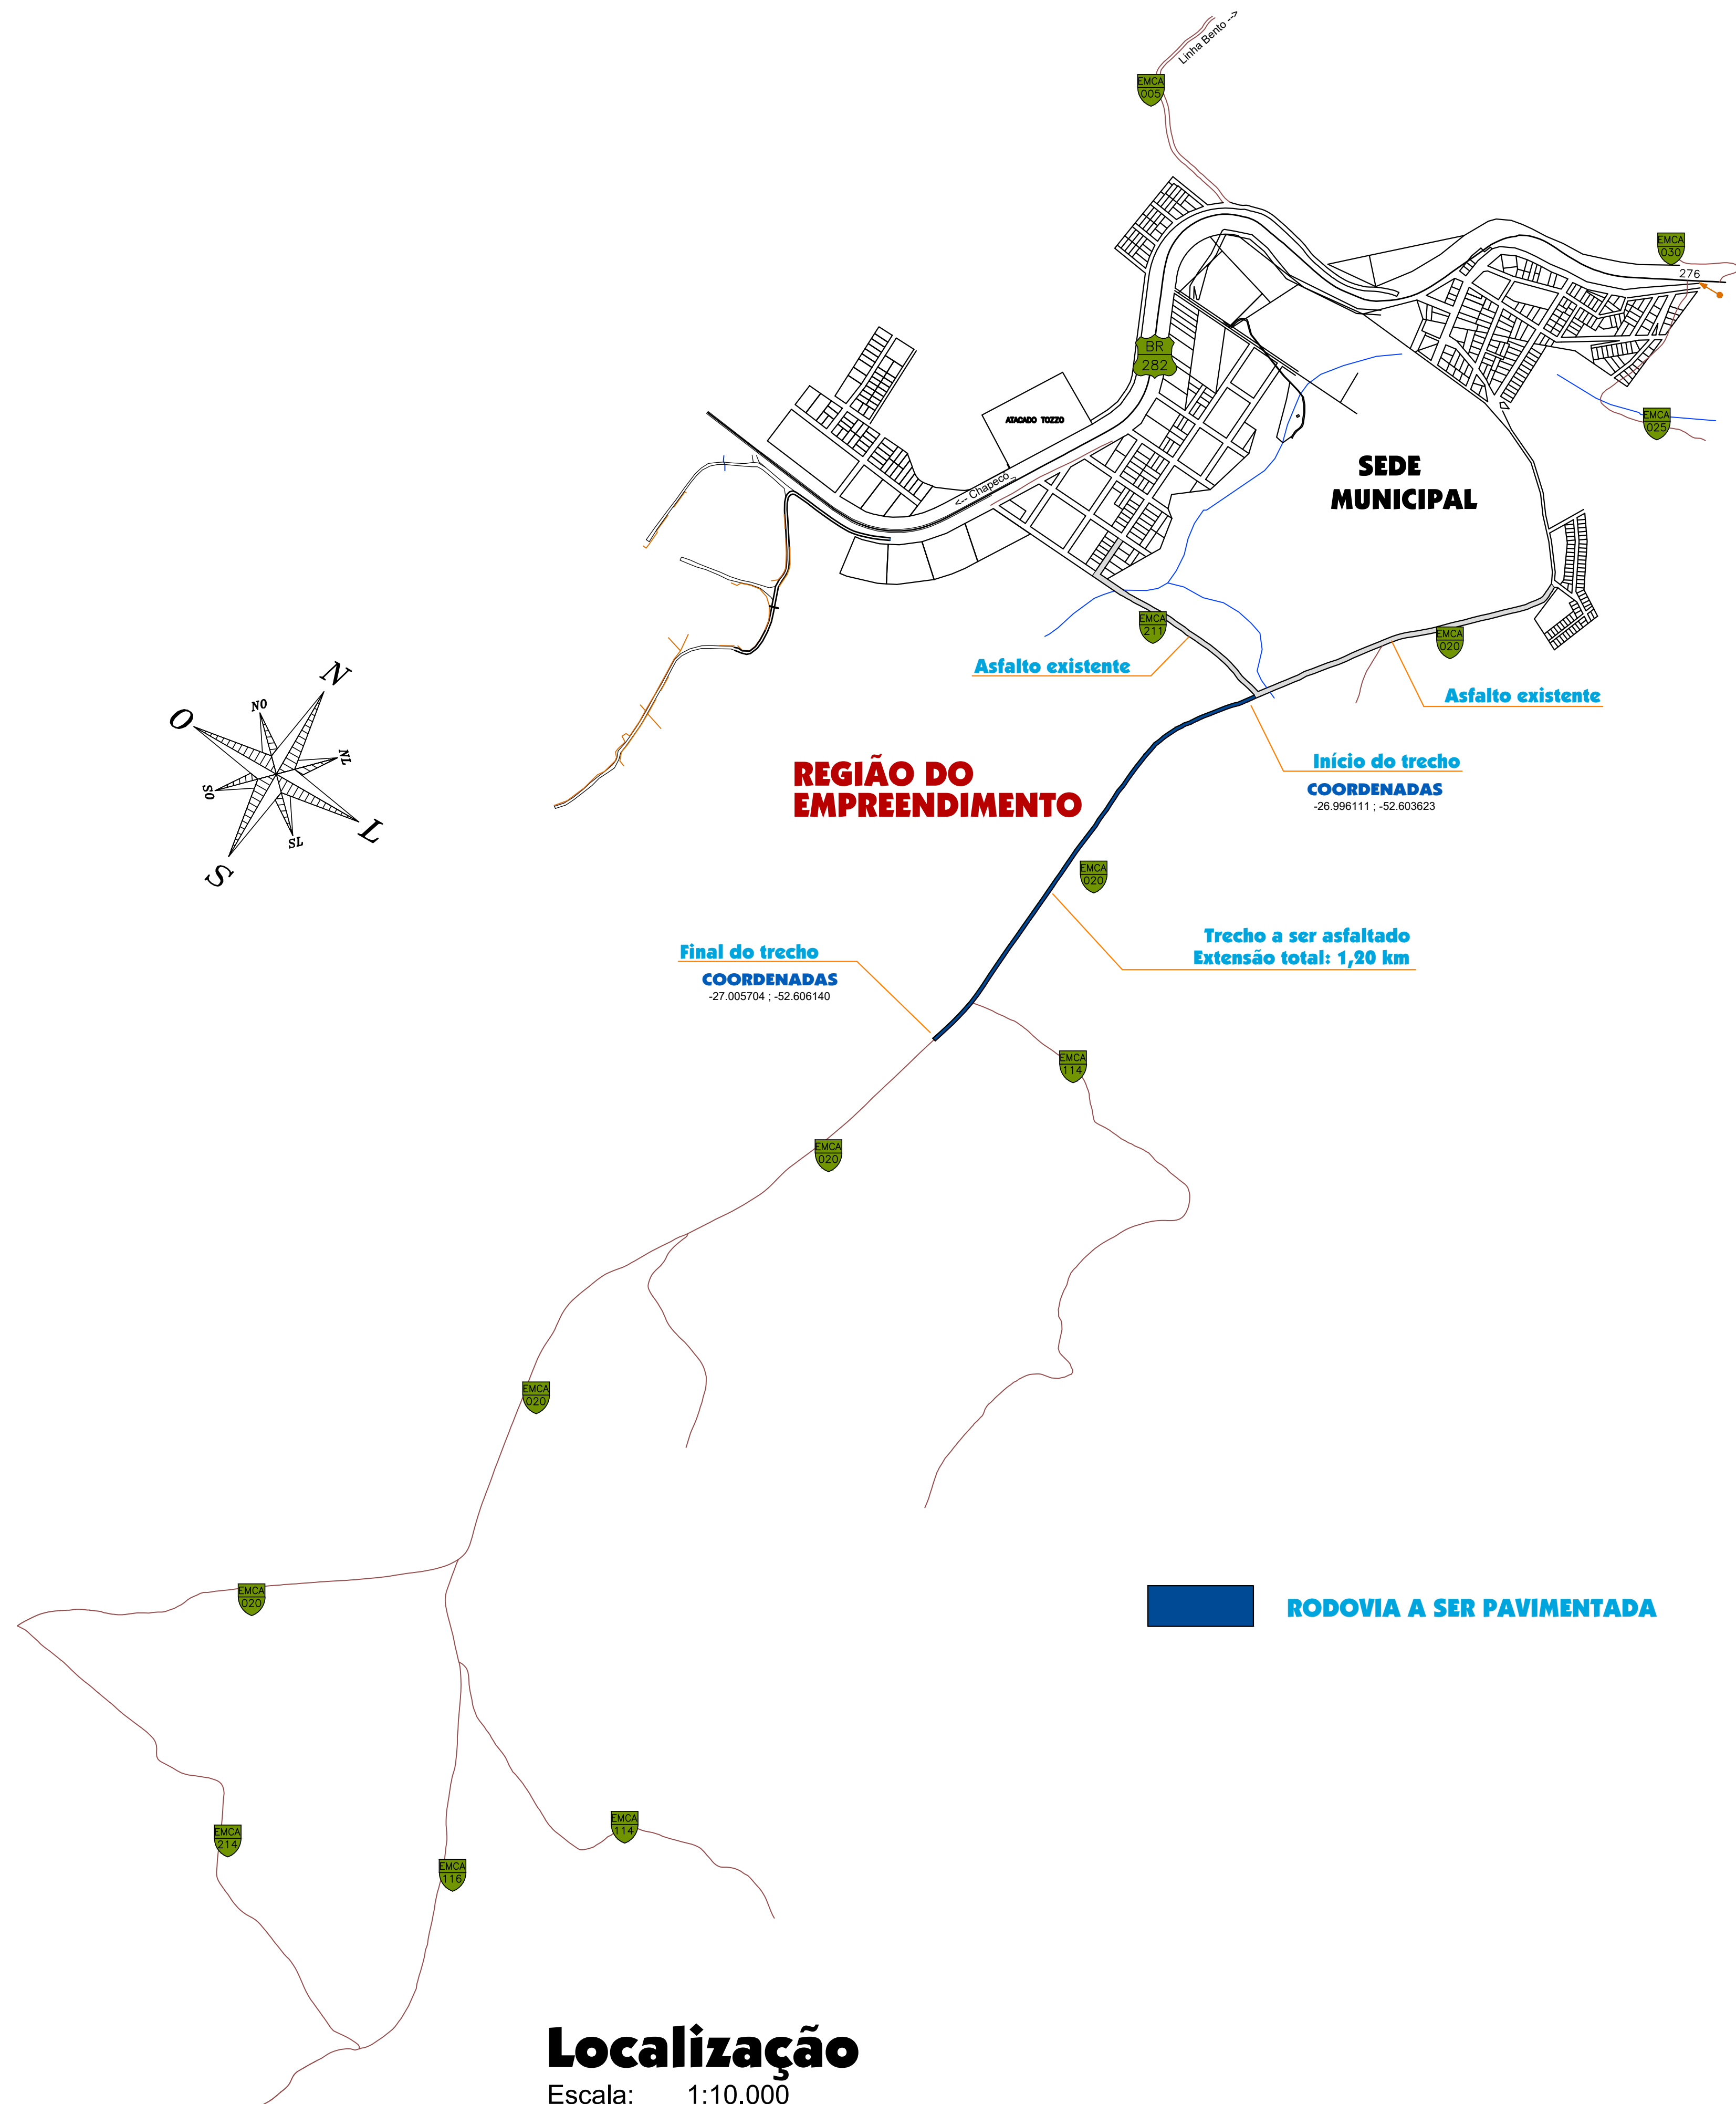 Linha Bento -->
EMCA
005
EMCA
030
276
BR
282
ATACADO TOZZO
EMCA
025
SEDE
MUNICIPAL
<-- Chapecó
EMCA
211
EMCA
020
Asfalto existente
Asfalto existente
N
NO
O
NL
SO
L
SL
S
REGIÃO DO
EMPREENDIMENTO
Início do trecho
COORDENADAS
-26.996111 ; -52.603623
EMCA
020
Trecho a ser asfaltado
Extensão total: 1,20 km
Final do trecho
COORDENADAS
-27.005704 ; -52.606140
EMCA
114
EMCA
020
EMCA
020
EMCA
020
RODOVIA A SER PAVIMENTADA
EMCA
214
EMCA
114
EMCA
116
Localização
Escala: 1:10.000